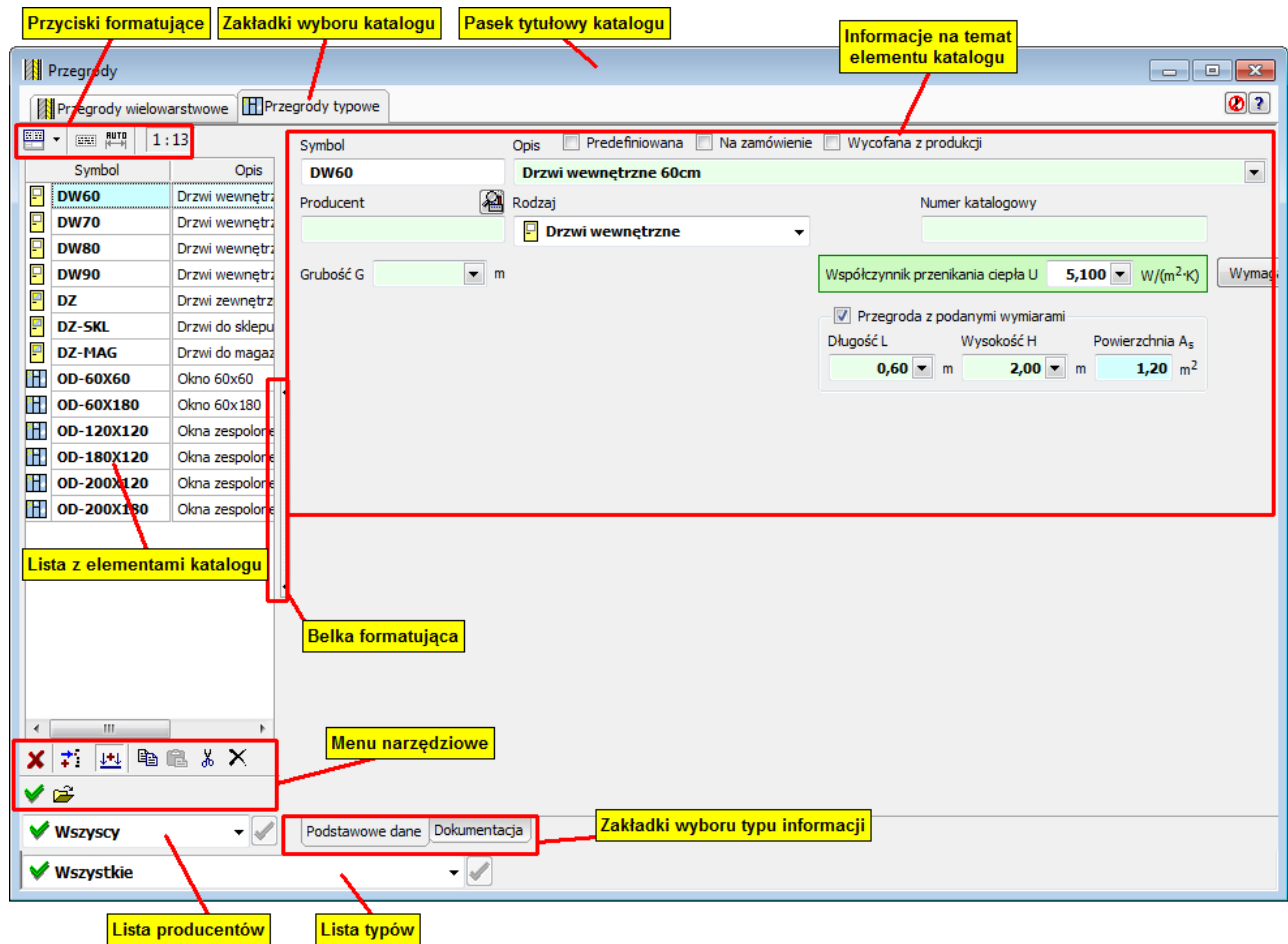 Przyciski formatujące
Zakładki wyboru katalogu
Pasek tytułowy katalogu
Informacje na temat
elementu katalogu
Przegrody
Przegrody wielowarstwowe
Przegrody typowe
AUTO
1:13
Symbol
Opis
DW60
Drzwi wewnętrz
DW70
Drzwi wewnętrz
DW80
Drzwi wewnętrz
DW90
Drzwi wewnętrz
DZ
Drzwi zewnętrz
DZ-SKL
Drzwi do sklepu
DZ-MAG
Drzwi do magaz
OD-60X60
Okno 60x60
OD-60X180
Okno 60x180
OD-120X120
Okna zespolone
OD-180X120
Okna zespolone
OD-200X120
Okna zespolone
OD-200X180
Okna zespolone
Symbol
Opis
Predefiniowana
Na zamówienie
Wycofana z produkcji
DW60
Drzwi wewnętrzne 60cm
Producent
Rodzaj
Numer katalogowy
Drzwi wewnętrzne
Grubość G
m
Współczynnik przenikania ciepła U
5,100
W/(m²·K)
Wymaga
Przegroda z podanymi wymiarami
Długość L
Wysokość H
Powierzchnia Aₛ
0,60
m
2,00
m
1,20
m²
Lista z elementami katalogu
Belka formatująca
Menu narzędziowe
Wszyscy
Podstawowe dane
Dokumentacja
Zakładki wyboru typu informacji
Wszystkie
Lista producentów
Lista typów